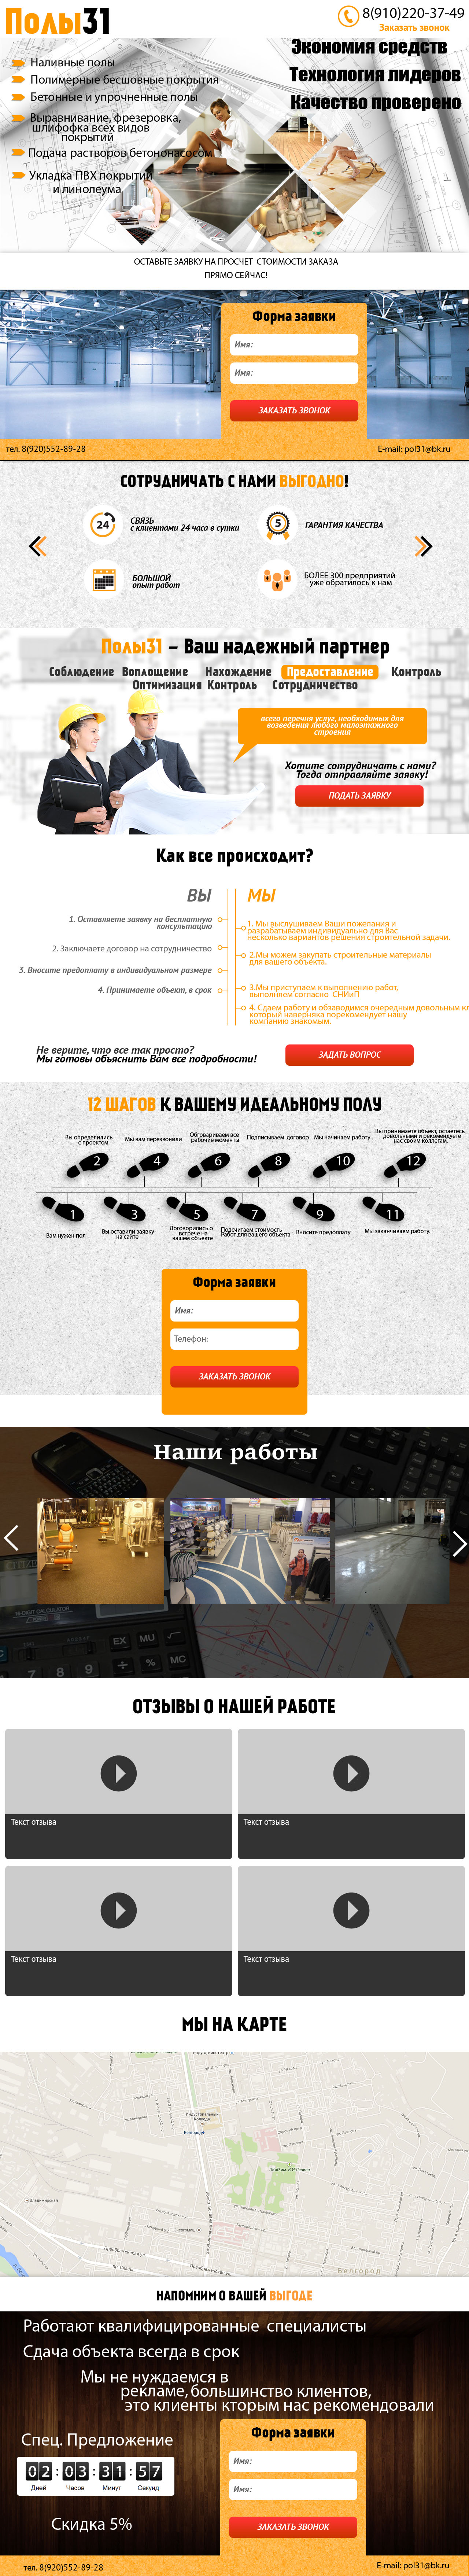 Полы31
8(910)220-37-49
Заказать звонок
Экономия средств
Технология лидеров
Качество проверено
Наливные полы
Полимерные бесшовные покрытия
Бетонные и упрочненные полы
Выравнивание, фрезеровка,
шлифофка всех видов
покрытий
Подача растворов бетононасосом
Укладка ПВХ покрытий
и линолеума
ОСТАВЬТЕ ЗАЯВКУ НА ПРОСЧЕТ СТОИМОСТИ ЗАКАЗА
ПРЯМО СЕЙЧАС!
Форма заявки
Имя:
Имя:
ЗАКАЗАТЬ ЗВОНОК
тел. 8(920)552-89-28
E-mail: pol31@bk.ru
СОТРУДНИЧАТЬ С НАМИ ВЫГОДНО!
24
СВЯЗЬ
с клиентами 24 часа в сутки
5
ГАРАНТИЯ КАЧЕСТВА
БОЛЬШОЙ
опыт работ
БОЛЕЕ 300 предприятий
уже обратилось к нам
Полы31 – Ваш надежный партнер
Соблюдение Воплощение Нахождение Предоставление Контроль
Оптимизация Контроль Сотрудничество
всего перечня услуг, необходимых для
возведения любого малоэтажного
строения
Хотите сотрудничать с нами?
Тогда отправляйте заявку!
ПОДАТЬ ЗАЯВКУ
Как все происходит?
ВЫ
МЫ
1. Оставляете заявку на бесплатную
консультацию
2. Заключаете договор на сотрудничество
3. Вносите предоплату в индивидуальном размере
4. Принимаете объект, в срок
1. Мы выслушиваем Ваши пожелания и
разрабатываем индивидуально для Вас
несколько вариантов решения строительной задачи.
2.Мы можем закупать строительные материалы
для вашего объекта.
3.Мы приступаем к выполнению работ,
выполняем согласно СНИиП
4. Сдаем работу и обзаводимся очередным довольным кл
который наверняка порекомендует нашу
компанию знакомым.
Не верите, что все так просто?
Мы готовы объяснить Вам все подробности!
ЗАДАТЬ ВОПРОС
12 ШАГОВ К ВАШЕМУ ИДЕАЛЬНОМУ ПОЛУ
Вы определились
с проектом
Мы вам перезвонили
Обговариваем все
рабочие моменты
Подписываем договор
Мы начинаем работу
Вы принимаете объект, остаетесь
довольными и рекомендуете
нас своим коллегам.
2 4 6 8 10 12
1 3 5 7 9 11
Вам нужен пол
Вы оставили заявку
на сайте
Договорились о
встрече на
вашем объекте
Подсчитаем стоимость
Работ для вашего объекта
Вносите предоплату
Мы заканчиваем работу.
Форма заявки
Имя:
Телефон:
ЗАКАЗАТЬ ЗВОНОК
Наши работы
ОТЗЫВЫ О НАШЕЙ РАБОТЕ
Текст отзыва
Текст отзыва
Текст отзыва
Текст отзыва
МЫ НА КАРТЕ
Белгород
НАПОМНИМ О ВАШЕЙ ВЫГОДЕ
Работают квалифицированные специалисты
Сдача объекта всегда в срок
Мы не нуждаемся в
рекламе, большинство клиентов,
это клиенты кторым нас рекомендовали
Спец. Предложение
02 : 03 : 31 : 57
Дней Часов Минут Секунд
Скидка 5%
Форма заявки
Имя:
Имя:
ЗАКАЗАТЬ ЗВОНОК
тел. 8(920)552-89-28
E-mail: pol31@bk.ru